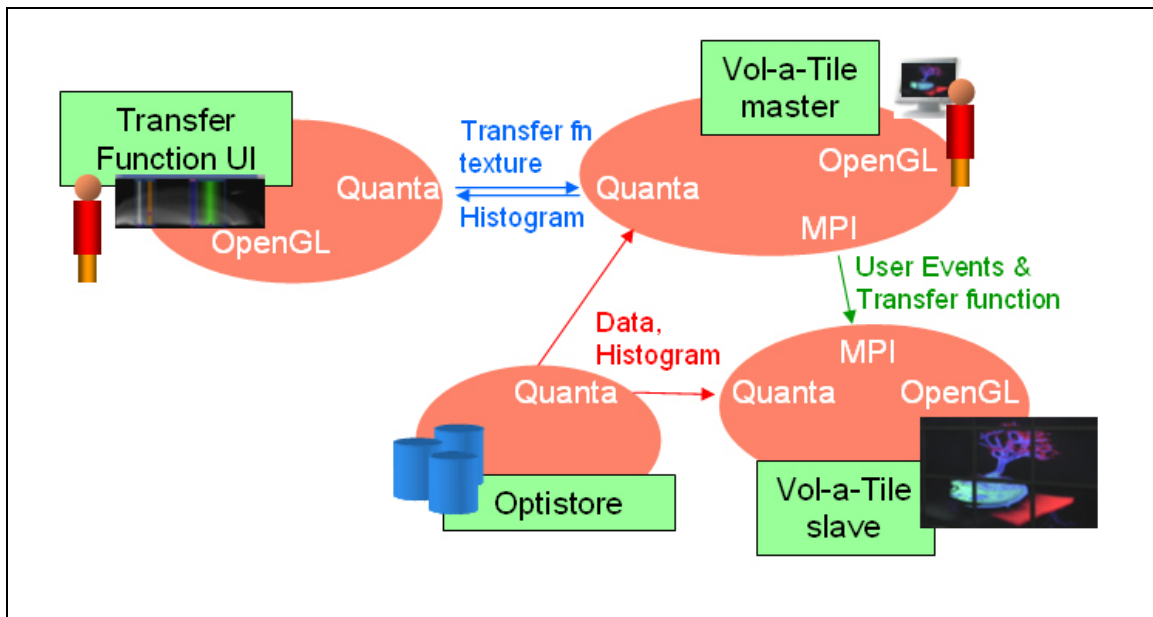 Transfer
Function UI
Quanta
OpenGL
Transfer fn
texture
Histogram
Vol-a-Tile
master
OpenGL
Quanta
MPI
User Events &
Transfer function
Data,
Histogram
Quanta
Optistore
MPI
Quanta
OpenGL
Vol-a-Tile
slave